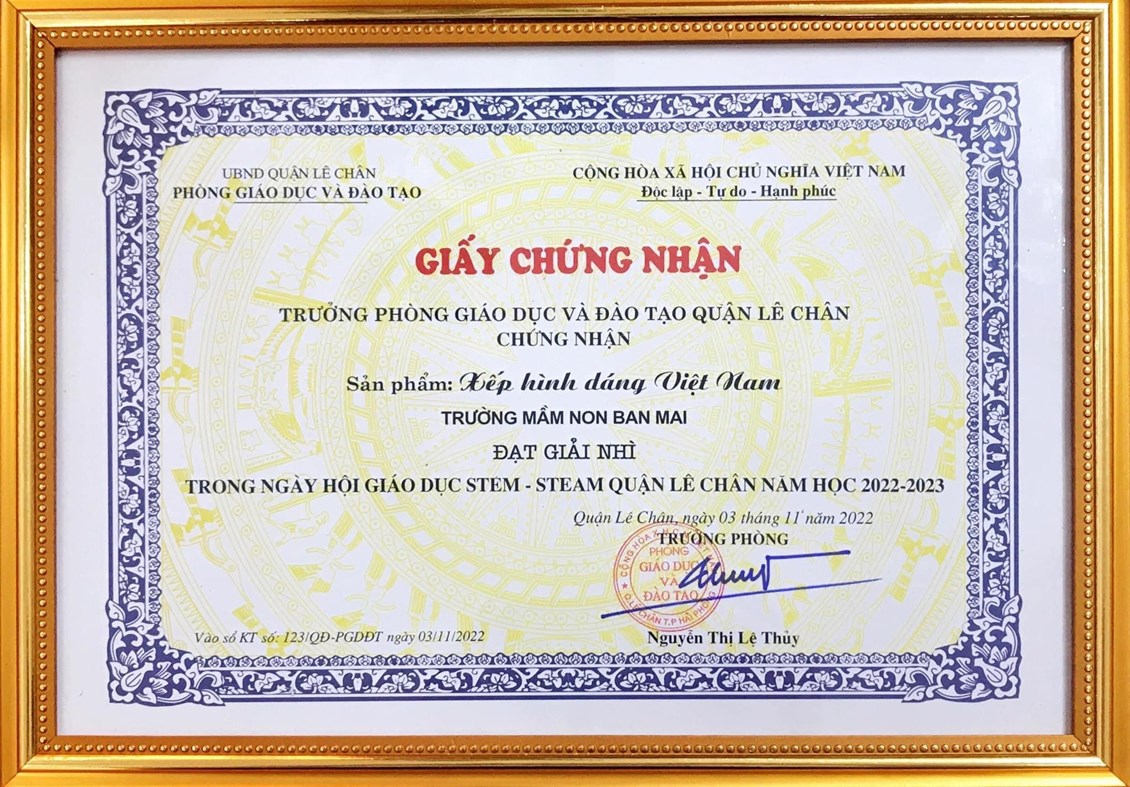 UBND QUẬN LÊ CHÂN
PHÒNG GIÁO DỤC VÀ ĐÀO TẠO
CỘNG HÒA XÃ HỘI CHỦ NGHĨA VIỆT NAM
Độc lập - Tự do - Hạnh phúc
GIẤY CHỨNG NHẬN
TRƯỞNG PHÒNG GIÁO DỤC VÀ ĐÀO TẠO QUẬN LÊ CHÂN
CHỨNG NHẬN
Sản phẩm: Xếp hình dáng Việt Nam
TRƯỜNG MẦM NON BAN MAI
ĐẠT GIẢI NHÌ
TRONG NGÀY HỘI GIÁO DỤC STEM - STEAM QUẬN LÊ CHÂN NĂM HỌC 2022-2023
Quận Lê Chân, ngày 03 tháng 11 năm 2022
TRƯỞNG PHÒNG
PHÒNG
GIÁO DỤC
VÀ
ĐÀO TẠO
Q.LÊ CHÂN T.P HẢI PHÒNG
Nguyễn Thị Lệ Thủy
Vào sổ KT số: 123/QĐ-PGDĐT ngày 03/11/2022